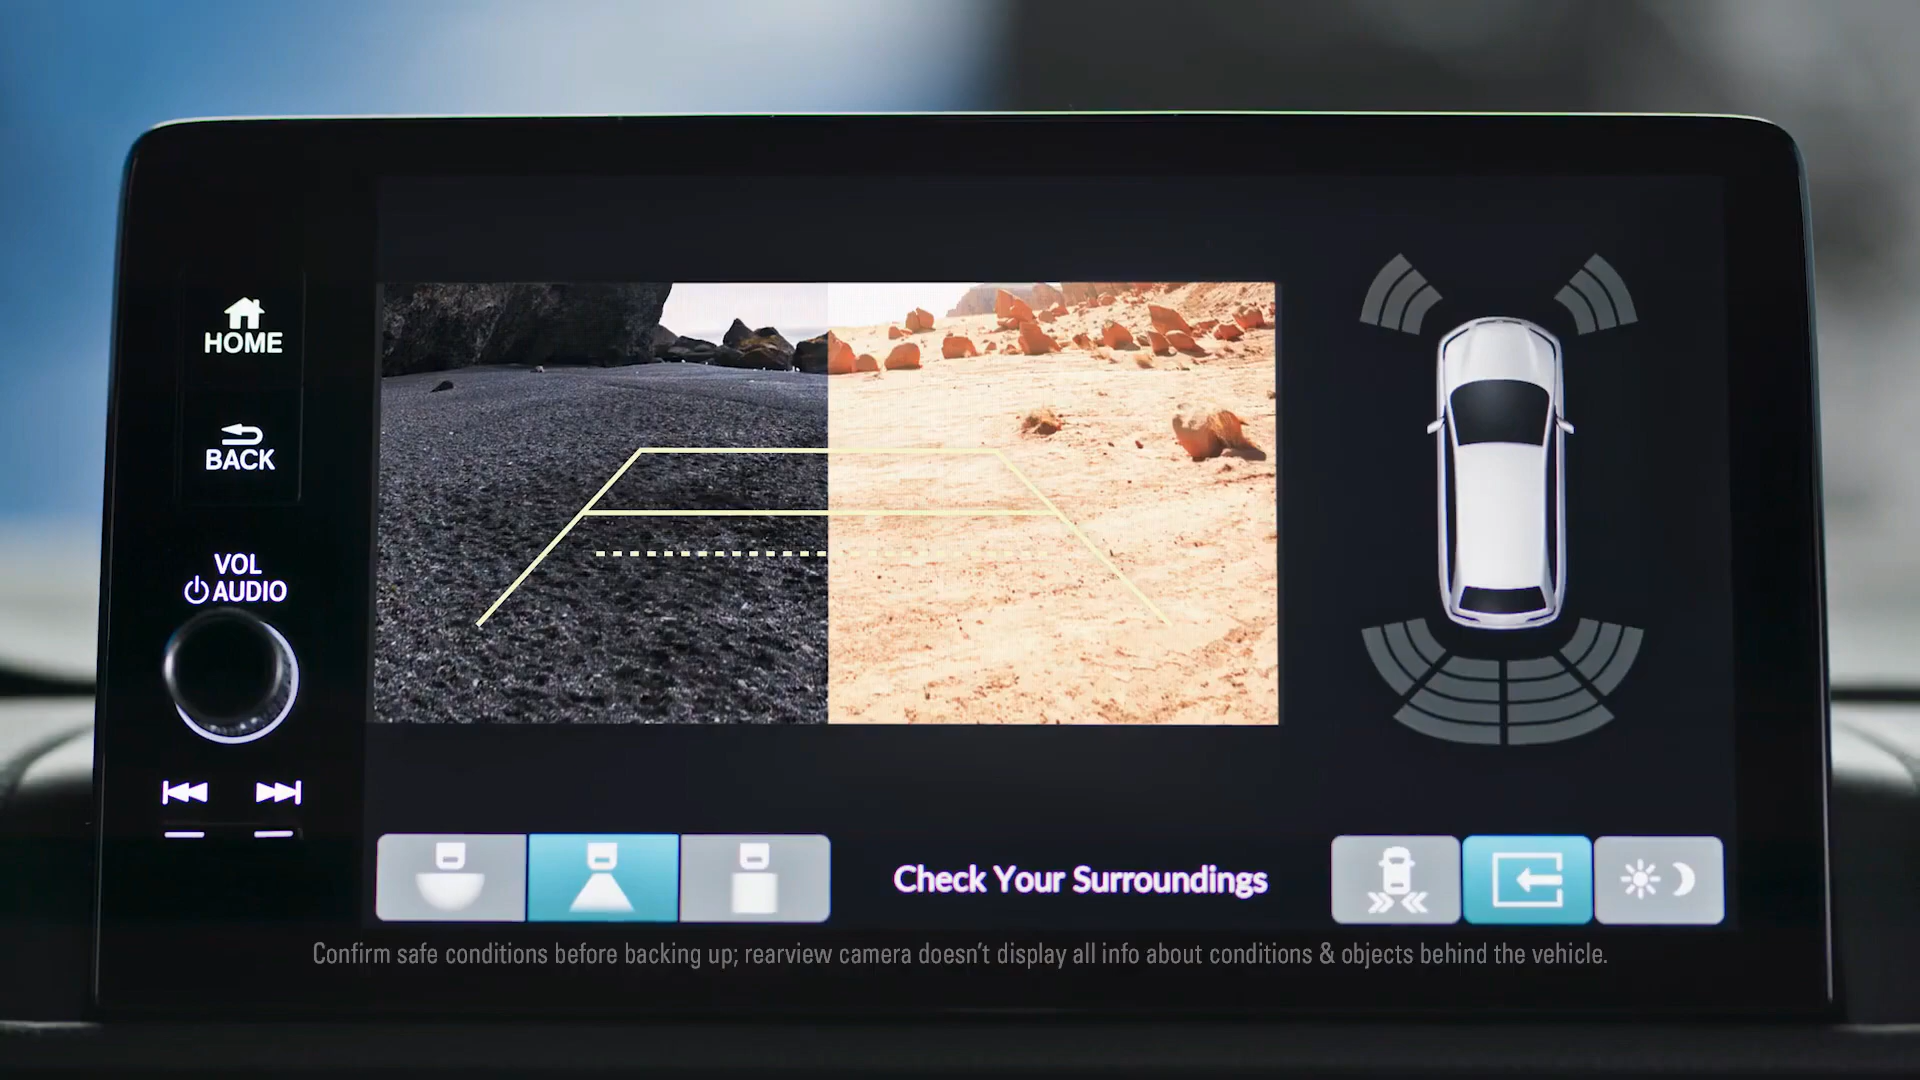 HOME
BACK
VOL
AUDIO
Check Your Surroundings
Confirm safe conditions before backing up; rearview camera doesn't display all info about conditions & objects behind the vehicle.